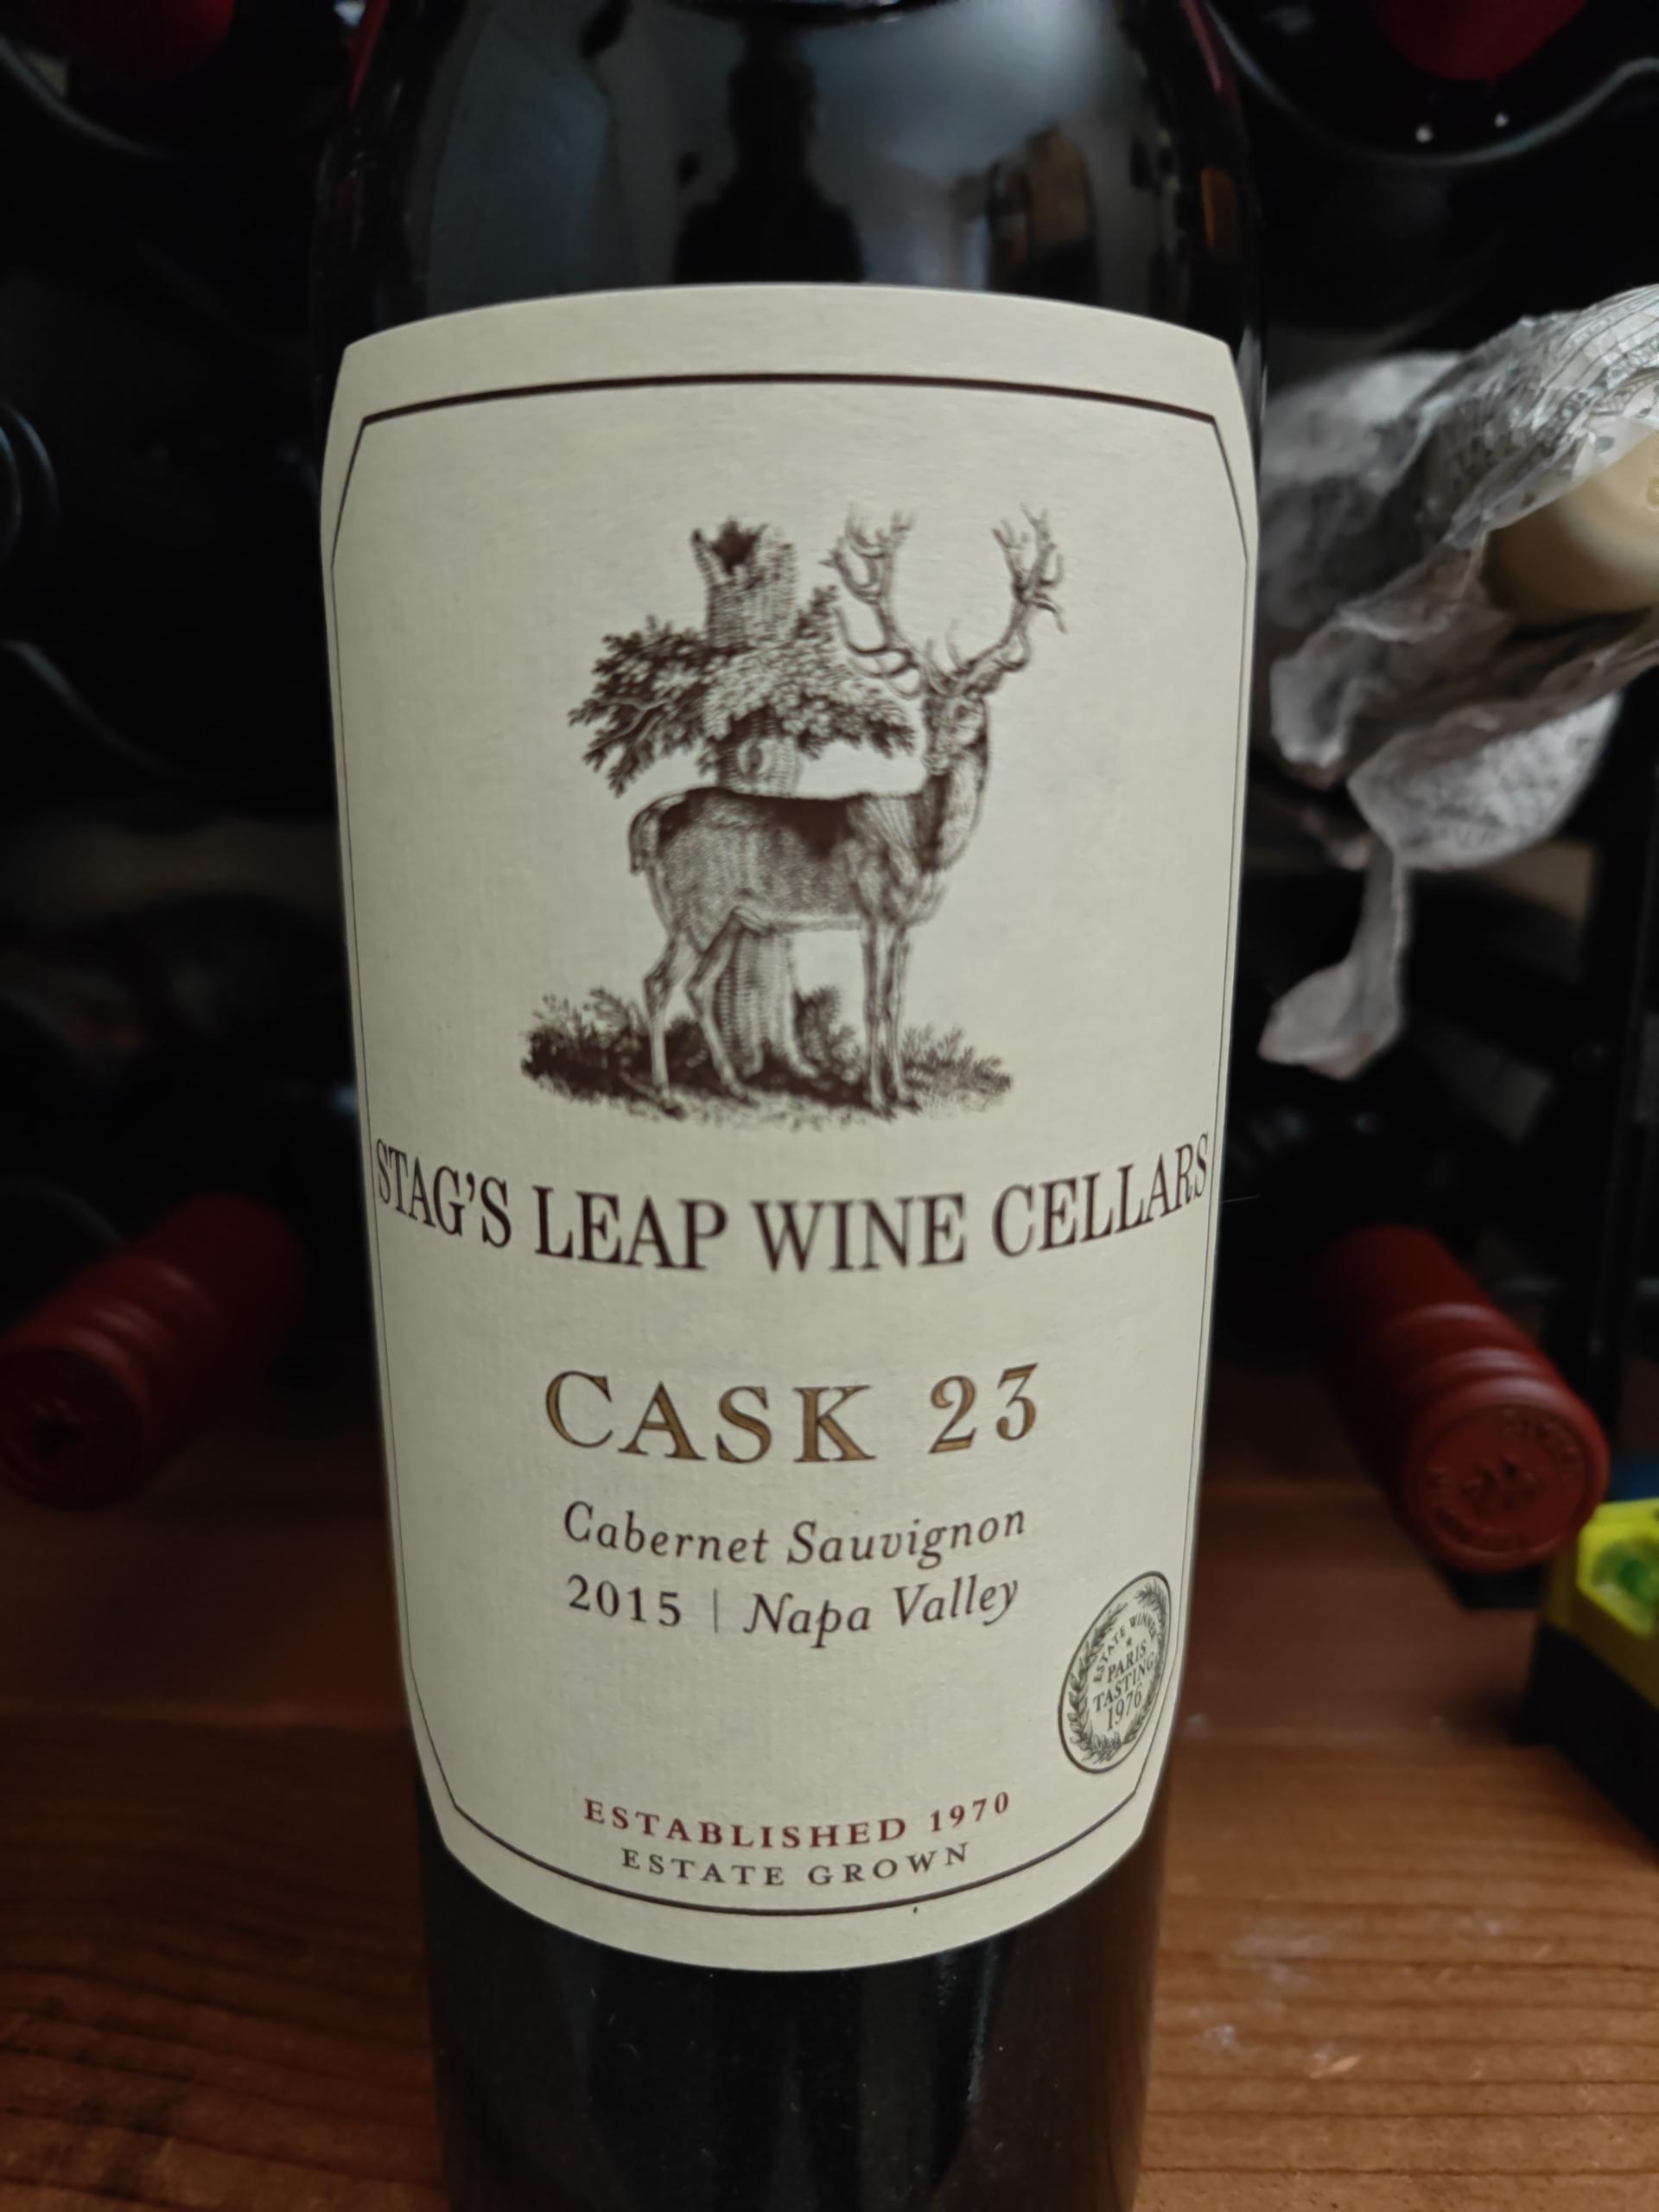 STAG'S LEAP WINE CELLARS
CASK 23
Cabernet Sauvignon
2015 | Napa Valley
ESTATE WINNER
PARIS
TASTING
1976
ESTABLISHED 1970
ESTATE GROWN